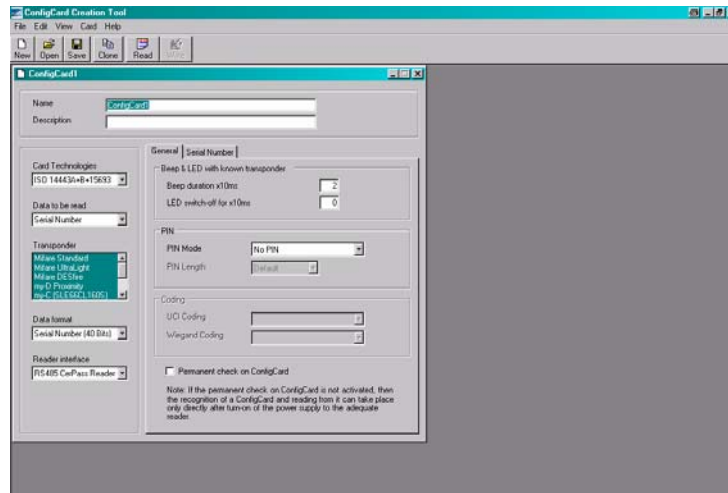 ConfigCard Creation Tool
File Edit View Card Help
New Open Save Clone Read Write
ConfigCard1
Name ConfigCard1
Description
General Serial Number
Card Technologies
ISO 14443A+B+15693
Data to be read
Serial Number
Transponder
Mifare Standard
Mifare UltraLight
Mifare DESfire
my-D Proximity
my-C (SLE66CL160S)
Data format
Serial Number (40 Bits)
Reader interface
RS485 CerPass Reader
Beep & LED with known transponder
Beep duration x10ms 2
LED switch-off for x10ms 0
PIN
PIN Mode No PIN
PIN Length Default
Coding
UCI Coding
Wiegand Coding
Permanent check on ConfigCard
Note: If the permanent check on ConfigCard is not activated, then
the recognition of a ConfigCard and reading from it can take place
only directly after turn-on of the power supply to the adequate
reader.